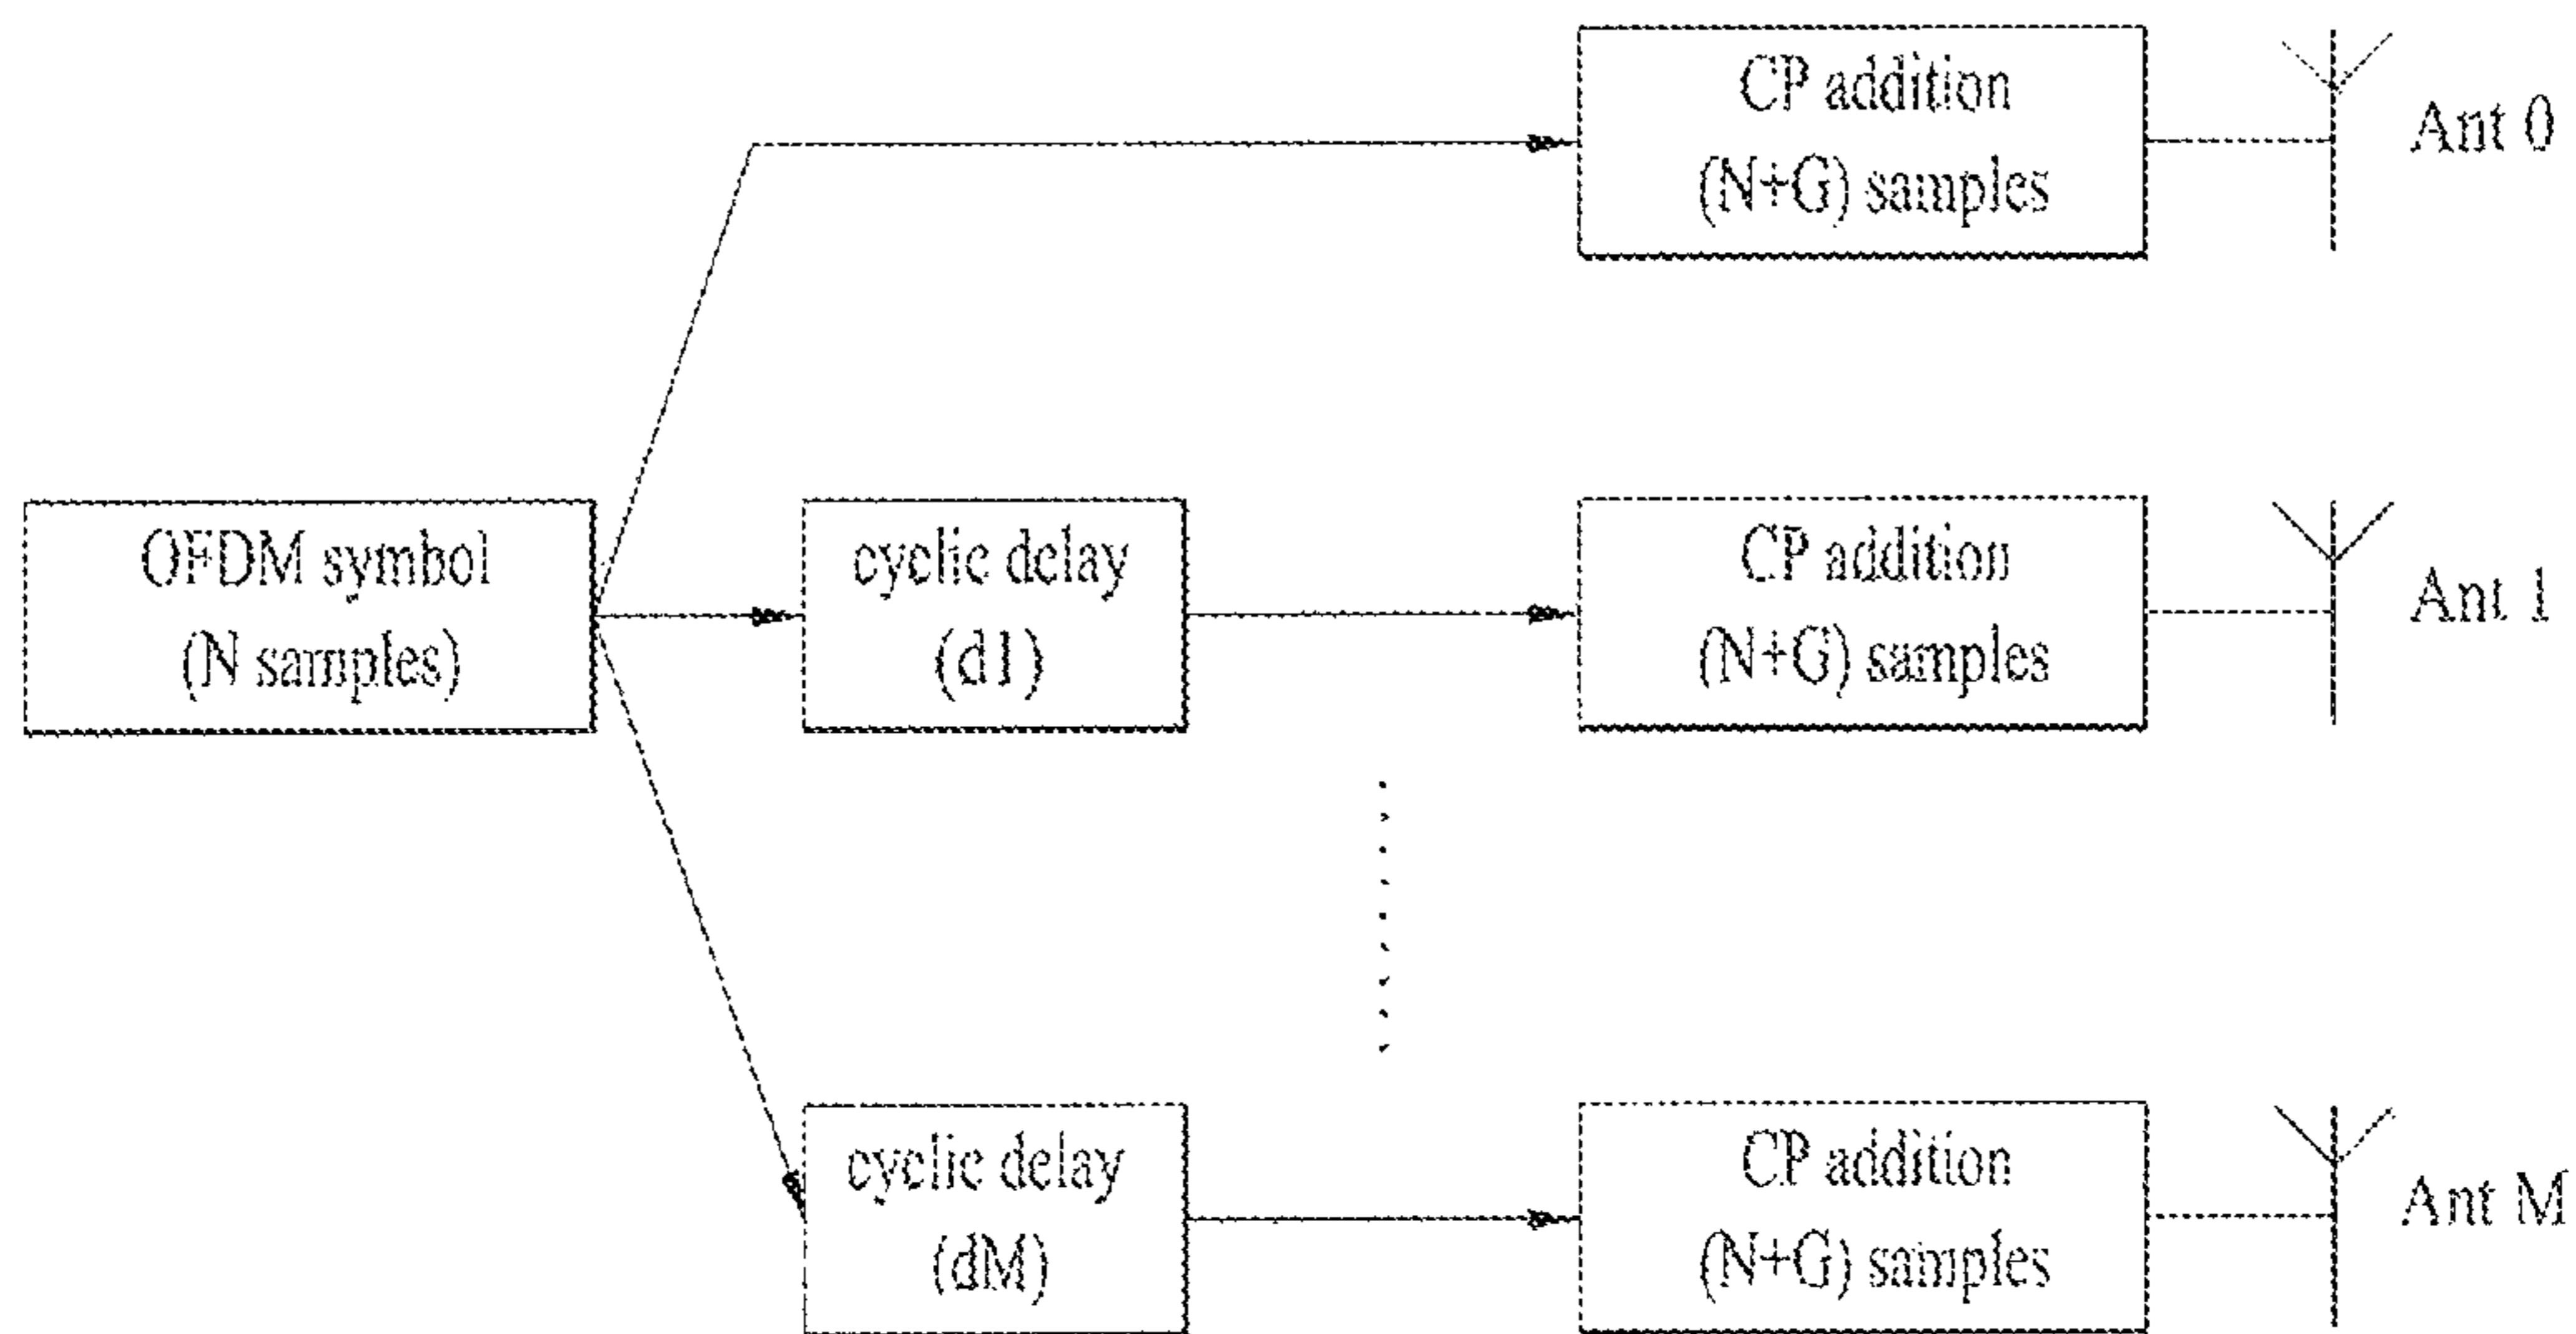 CP addition
(N+G) samples
Ant 0
OFDM symbol
(N samples)
cyclic delay
(d1)
CP addition
(N+G) samples
Ant 1
cyclic delay
(dM)
CP addition
(N+G) samples
Ant M